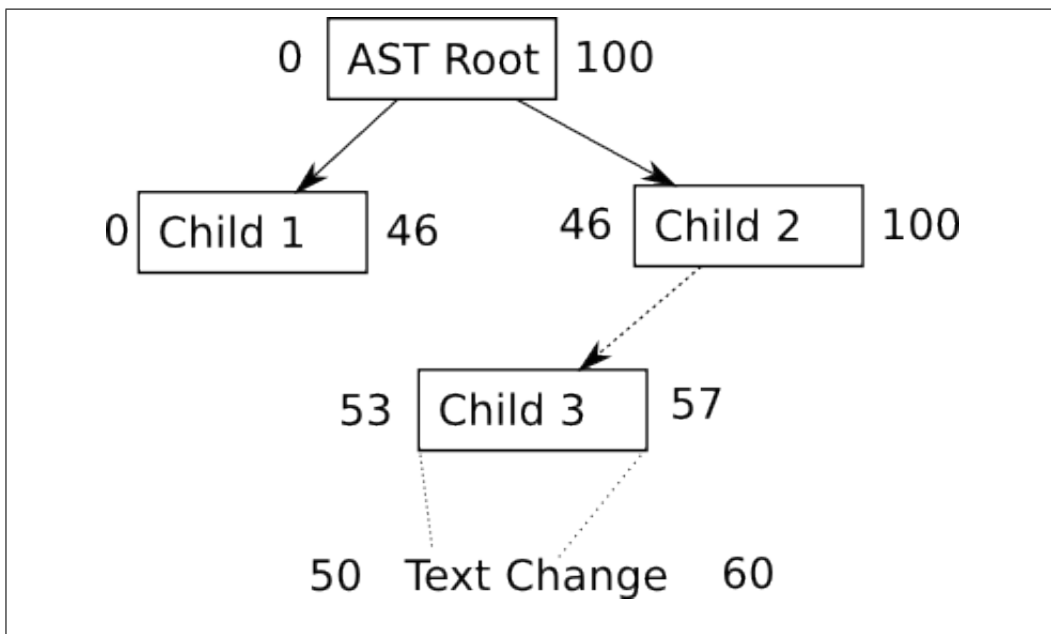 0 AST Root 100
0 Child 1 46
46 Child 2 100
53 Child 3 57
50 Text Change 60